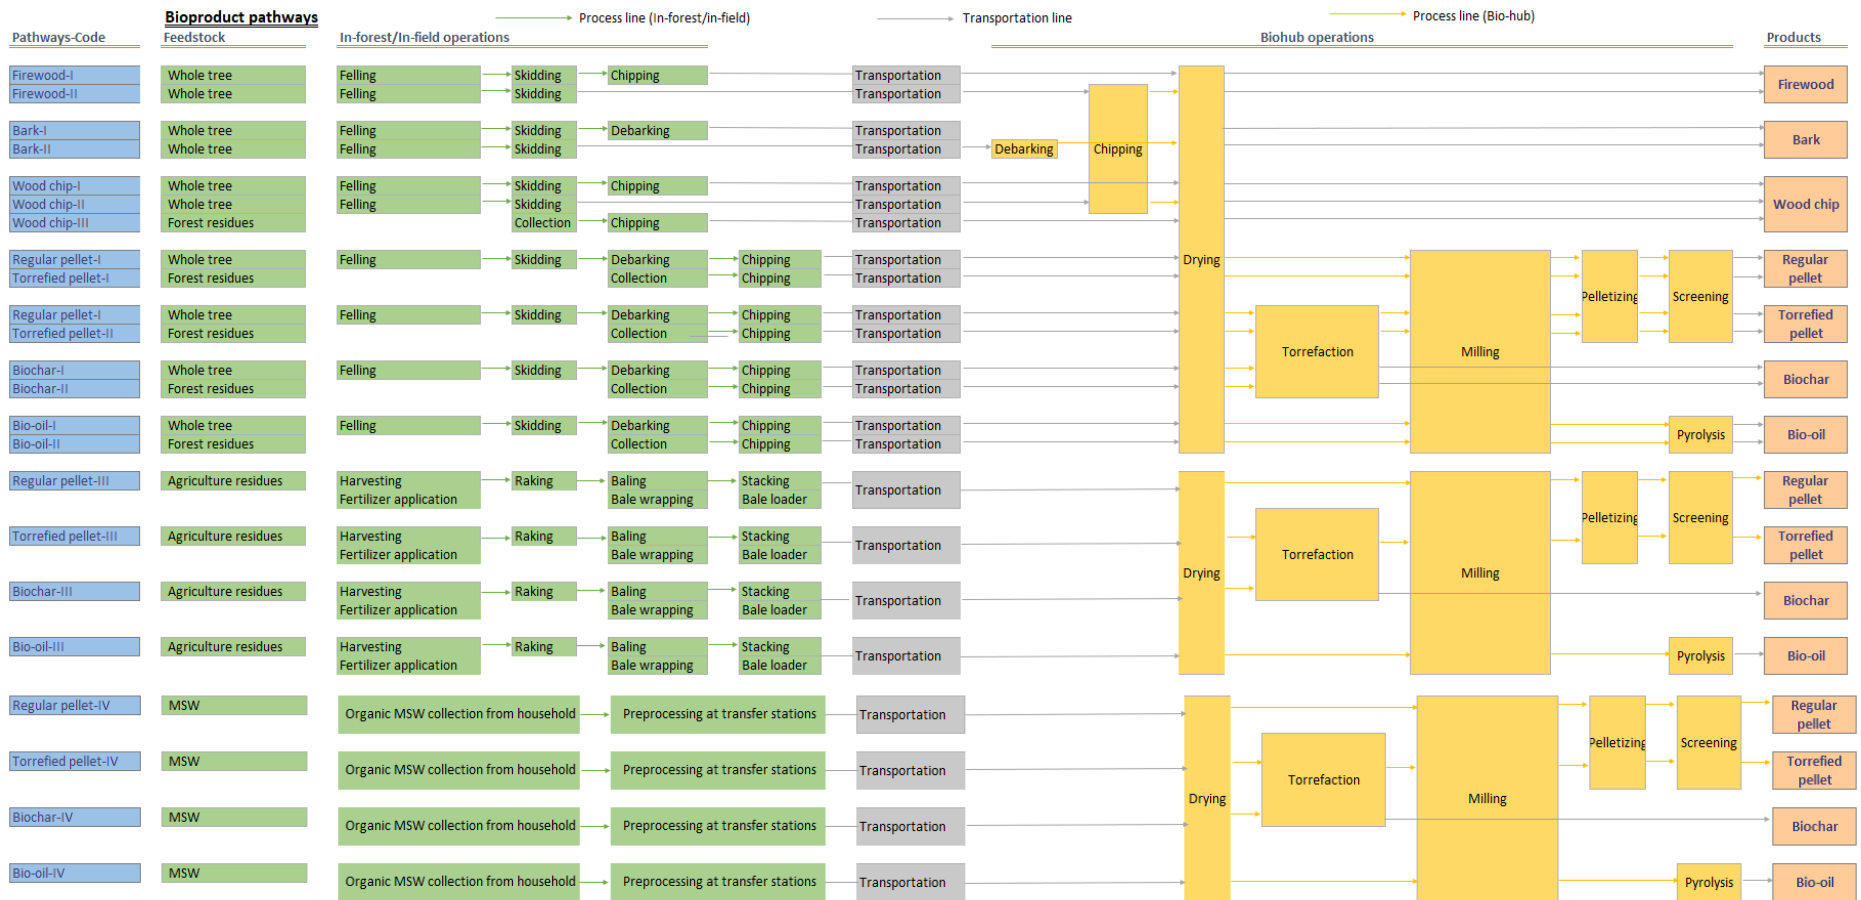 Bioproduct pathways
Process line (In-forest/in-field)
Transportation line
Process line (Bio-hub)
Pathways-Code Feedstock In-forest/In-field operations Biohub operations Products
Firewood-I Whole tree Felling Skidding Chipping Transportation
Firewood-II Whole tree Felling Skidding Transportation
Firewood
Bark-I Whole tree Felling Skidding Debarking Transportation
Bark-II Whole tree Felling Skidding Transportation Debarking Chipping
Bark
Wood chip-I Whole tree Felling Skidding Chipping Transportation
Wood chip-II Whole tree Felling Skidding Transportation
Wood chip
Wood chip-III Forest residues Collection Chipping Transportation
Regular pellet-I Whole tree Felling Skidding Debarking Chipping Transportation Drying
Torrefied pellet-I Forest residues Collection Chipping Transportation
Regular
pellet
Pelletizing Screening
Regular pellet-I Whole tree Felling Skidding Debarking Chipping Transportation
Torrefied pellet-II Forest residues Collection Chipping Transportation
Torrefied
pellet
Torrefaction Milling
Biochar-I Whole tree Felling Skidding Debarking Chipping Transportation
Biochar-II Forest residues Collection Chipping Transportation
Biochar
Bio-oil-I Whole tree Felling Skidding Debarking Chipping Transportation
Bio-oil-II Forest residues Collection Chipping Transportation
Pyrolysis Bio-oil
Regular pellet-III Agriculture residues Harvesting Raking Baling Stacking
Fertilizer application Bale wrapping Bale loader
Transportation
Regular
pellet
Pelletizing Screening
Torrefied pellet-III Agriculture residues Harvesting Raking Baling Stacking
Fertilizer application Bale wrapping Bale loader
Transportation
Torrefied
pellet
Torrefaction
Drying Milling
Biochar-III Agriculture residues Harvesting Raking Baling Stacking
Fertilizer application Bale wrapping Bale loader
Transportation
Biochar
Bio-oil-III Agriculture residues Harvesting Raking Baling Stacking
Fertilizer application Bale wrapping Bale loader
Transportation
Pyrolysis Bio-oil
Regular pellet-IV MSW
Organic MSW collection from household Preprocessing at transfer stations Transportation
Regular
pellet
Pelletizing Screening
Torrefied pellet-IV MSW
Organic MSW collection from household Preprocessing at transfer stations Transportation
Torrefied
pellet
Torrefaction
Drying Milling
Biochar-IV MSW
Organic MSW collection from household Preprocessing at transfer stations Transportation
Biochar
Bio-oil-IV MSW
Organic MSW collection from household Preprocessing at transfer stations Transportation
Pyrolysis Bio-oil